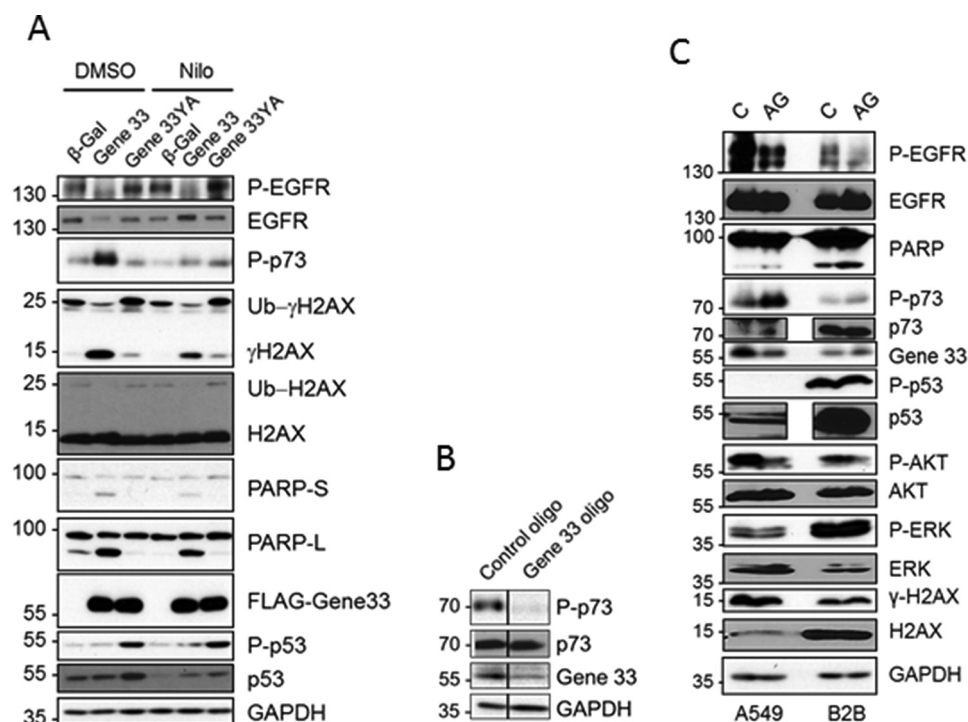 A
DMSO Nilo
β-Gal Gene 33 Gene 33YA β-Gal Gene 33 Gene 33YA
130 P-EGFR
130 EGFR
P-p73
25 Ub–γH2AX
15 γH2AX
25 Ub–H2AX
15 H2AX
100 PARP-S
100 PARP-L
55 FLAG-Gene33
55 P-p53
55 p53
35 GAPDH
B
Control oligo Gene 33 oligo
70 P-p73
70 p73
55 Gene 33
35 GAPDH
C
C AG C AG
130 P-EGFR
130 EGFR
100 PARP
70 P-p73
70 p73
55 Gene 33
55 P-p53
55 p53
55 P-AKT
55 AKT
35 P-ERK
35 ERK
15 γ-H2AX
15 H2AX
35 GAPDH
A549 B2B